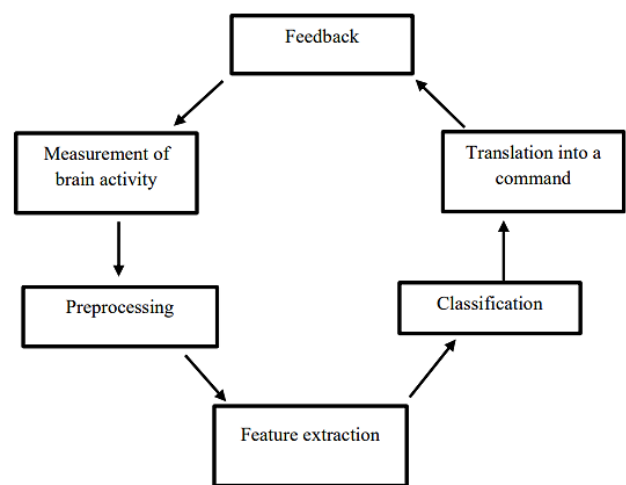 Feedback
Measurement of
brain activity
Translation into a
command
Preprocessing
Classification
Feature extraction